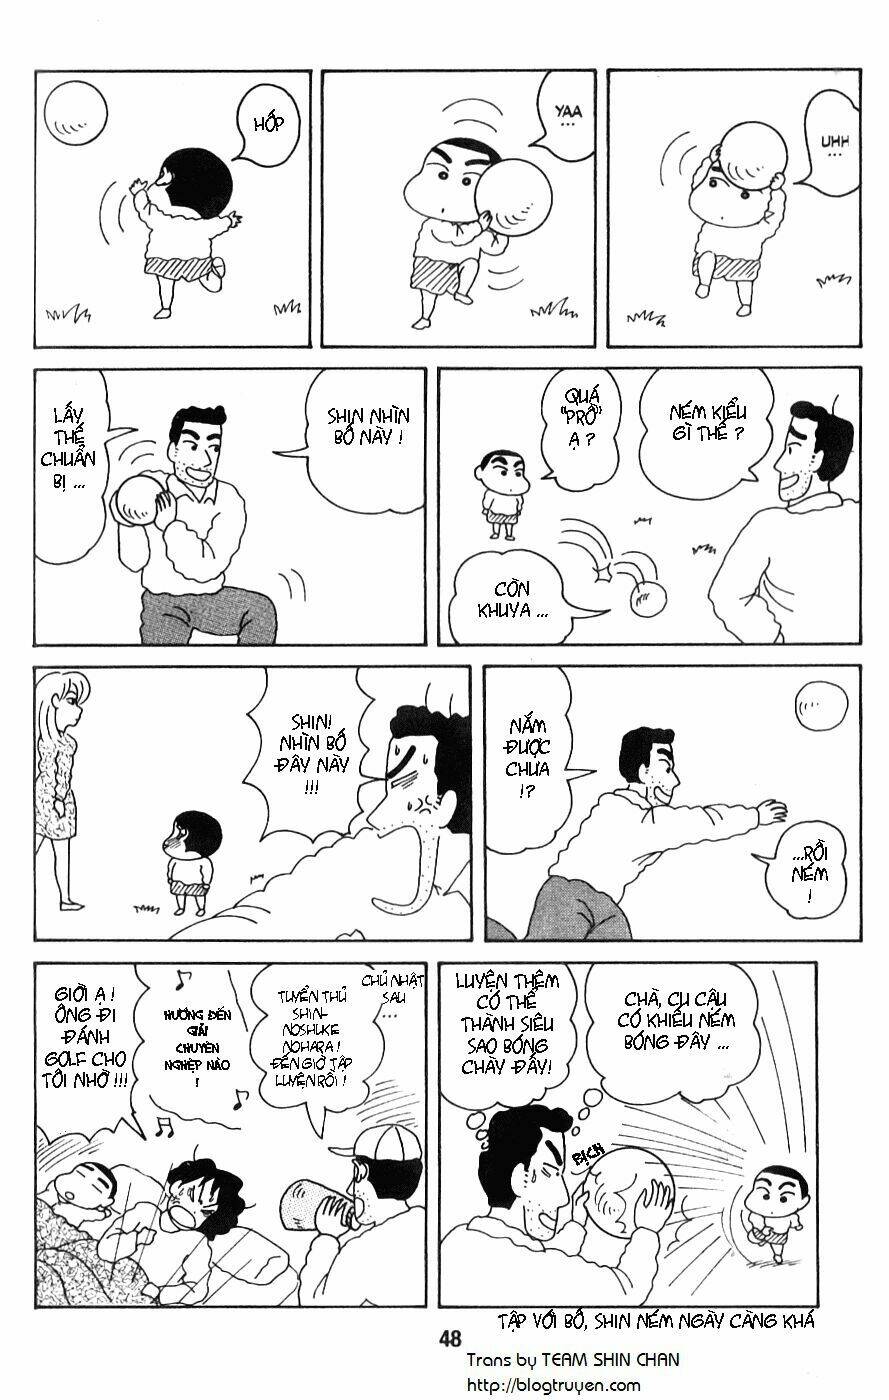 UHH
...
YAA
...
HỐP
NÉM KIỂU
GÌ THẾ ?
QUÁ
"PRỒ"
Ạ ?
CÒN
KHUYA ...
SHIN NHÌN
BỐ NÀY !
LẤY
THẾ
CHUẨN
BỊ ...
...RỒI
NÉM
!
NẮM
ĐƯỢC
CHƯA
!?
SHIN!
NHÌN BỐ
ĐÂY NÀY
!!!
CHÀ, CU CẬU
CÓ KHIẾU NÉM
BÓNG ĐẤY ...
LUYỆN THÊM
CÓ THỂ
THÀNH SIÊU
SAO BÓNG
CHÀY ĐẤY!
BỊCH
TẬP VỚI BỐ, SHIN NÉM NGÀY CÀNG KHÁ
CHỦ NHẬT
SAU
...
TUYỂN THỦ
SHIN-
NOSHUKE
NOHARA !
ĐẾN GIỜ TẬP
LUYỆN RỒI !
HƯỚNG ĐẾN
GIẢI
CHUYÊN
NGHIỆP NÀO
!
GIỜI Ạ !
ÔNG ĐI
ĐÁNH
GOLF CHO
TÔI NHỜ !!!
48
Trans by TEAM SHIN CHAN
http://blogtruyen.com